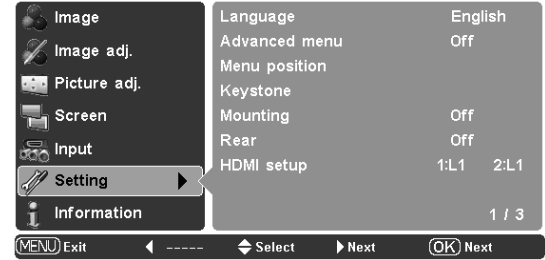 Image
Image adj.
Picture adj.
Screen
Input
Setting
Information
Language English
Advanced menu Off
Menu position
Keystone
Mounting Off
Rear Off
HDMI setup 1:L1 2:L1
1 / 3
MENU Exit ----- Select Next OK Next